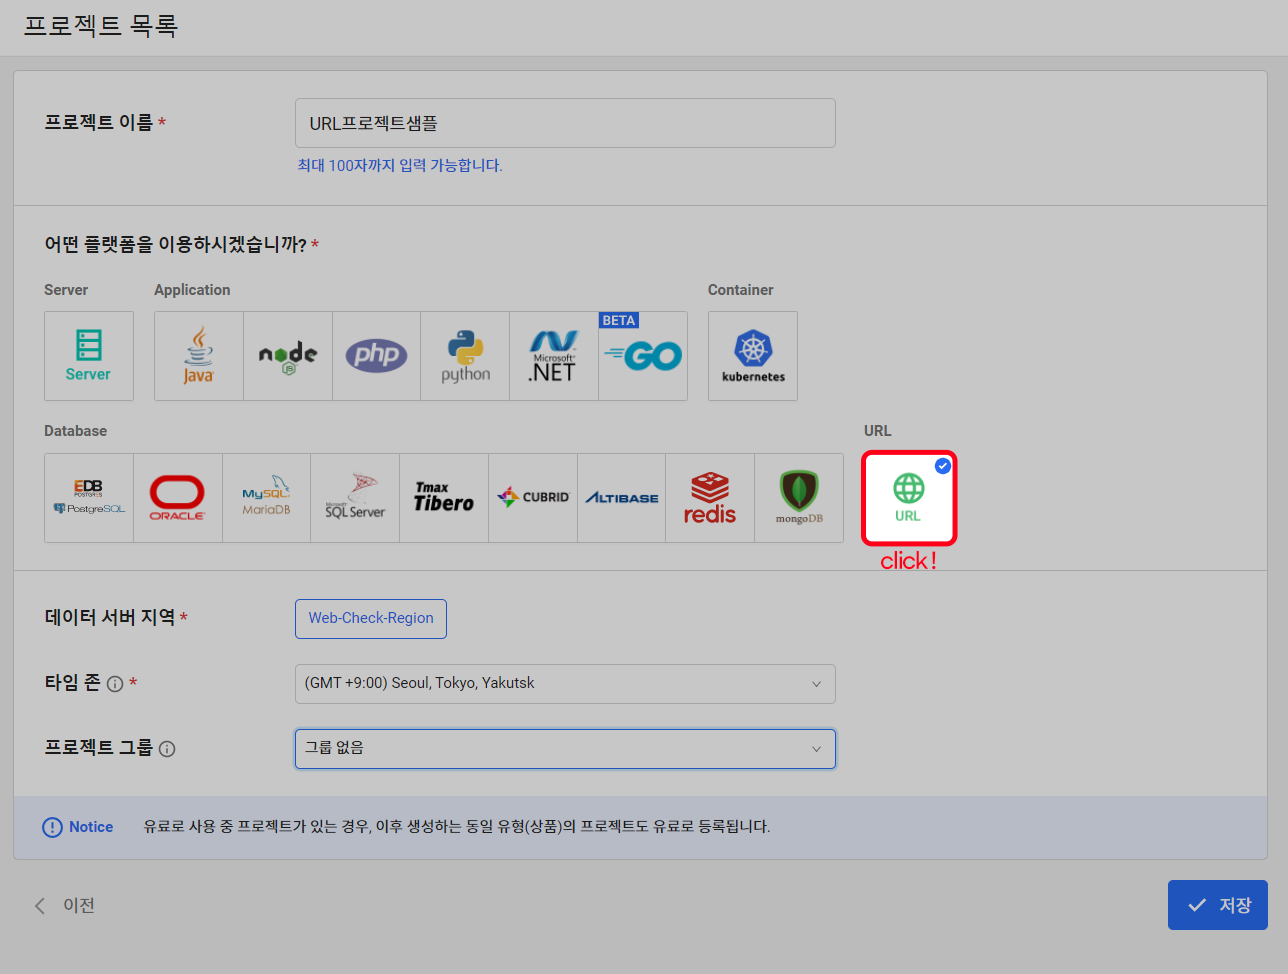 프로젝트 목록
프로젝트 이름 *
URL프로젝트샘플
최대 100자까지 입력 가능합니다.
어떤 플랫폼을 이용하시겠습니까? *
Server
Application
Container
Server
Java
node
JS
php
python
Microsoft
.NET
BETA
GO
kubernetes
Database
URL
EDB
POSTGRES
PostgreSQL
ORACLE
MySQL
MariaDB
Microsoft
SQL Server
Tmax
Tibero
CUBRID
ALTIBASE
redis
mongoDB
URL
click!
데이터 서버 지역 *
Web-Check-Region
타임 존 *
(GMT +9:00) Seoul, Tokyo, Yakutsk
프로젝트 그룹
그룹 없음
Notice 유료로 사용 중 프로젝트가 있는 경우, 이후 생성하는 동일 유형(상품)의 프로젝트도 유료로 등록됩니다.
이전
저장